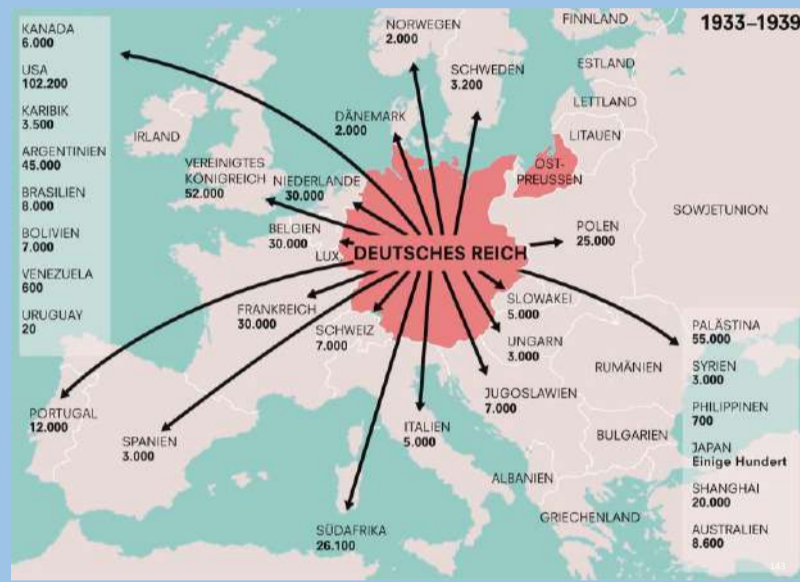 1933–1939
KANADA
6.000
USA
102.200
KARIBIK
3.500
ARGENTINIEN
45.000
BRASILIEN
8.000
BOLIVIEN
7.000
VENEZUELA
600
URUGUAY
20
NORWEGEN
2.000
FINNLAND
SCHWEDEN
3.200
ESTLAND
LETTLAND
LITAUEN
DÄNEMARK
2.000
IRLAND
VEREINIGTES
KÖNIGREICH
52.000
NIEDERLANDE
30.000
OST-
PREUSSEN
SOWJETUNION
BELGIEN
30.000
POLEN
25.000
LUX.
DEUTSCHES REICH
FRANKREICH
30.000
SCHWEIZ
7.000
SLOWAKEI
5.000
UNGARN
3.000
RUMÄNIEN
JUGOSLAWIEN
7.000
PORTUGAL
12.000
SPANIEN
3.000
ITALIEN
5.000
BULGARIEN
ALBANIEN
GRIECHENLAND
SÜDAFRIKA
26.100
PALÄSTINA
55.000
SYRIEN
3.000
PHILIPPINEN
700
JAPAN
Einige Hundert
SHANGHAI
20.000
AUSTRALIEN
8.600